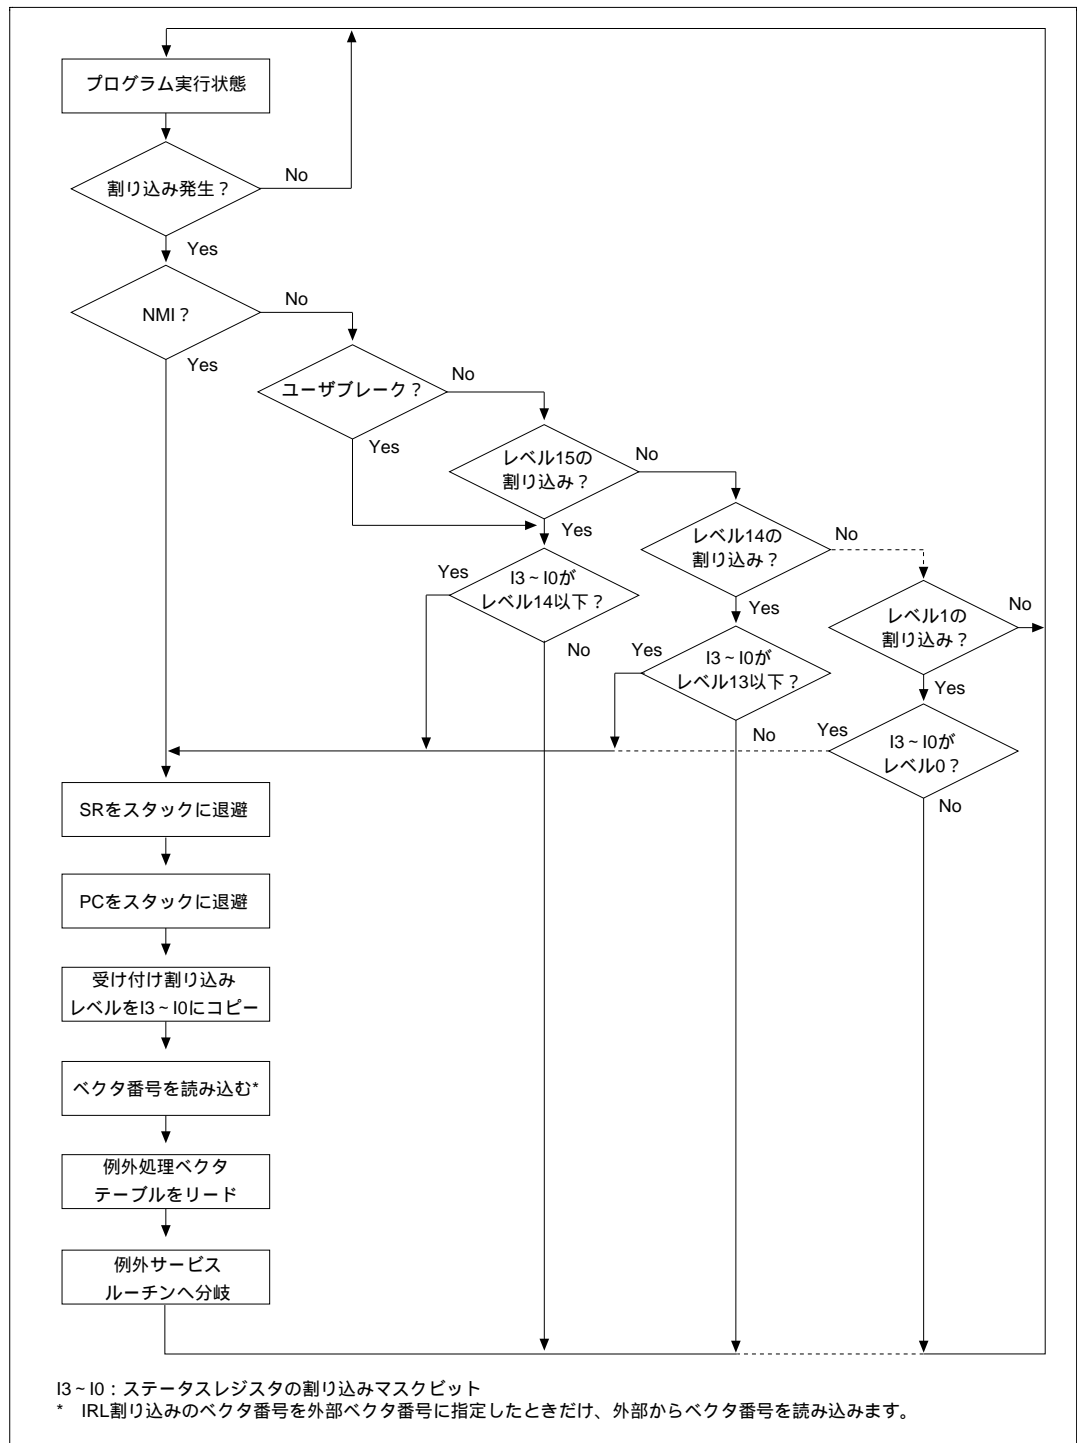 プログラム実行状態
割り込み発生？
No
Yes
NMI？
No
Yes
ユーザブレーク？
No
Yes
レベル15の
割り込み？
No
Yes
I3～I0が
レベル14以下？
Yes
No
レベル14の
割り込み？
No
Yes
I3～I0が
レベル13以下？
Yes
No
レベル1の
割り込み？
No
Yes
I3～I0が
レベル0？
Yes
No
SRをスタックに退避
PCをスタックに退避
受け付け割り込み
レベルをI3～I0にコピー
ベクタ番号を読み込む*
例外処理ベクタ
テーブルをリード
例外サービス
ルーチンへ分岐
I3～I0：ステータスレジスタの割り込みマスクビット
* IRL割り込みのベクタ番号を外部ベクタ番号に指定したときだけ、外部からベクタ番号を読み込みます。